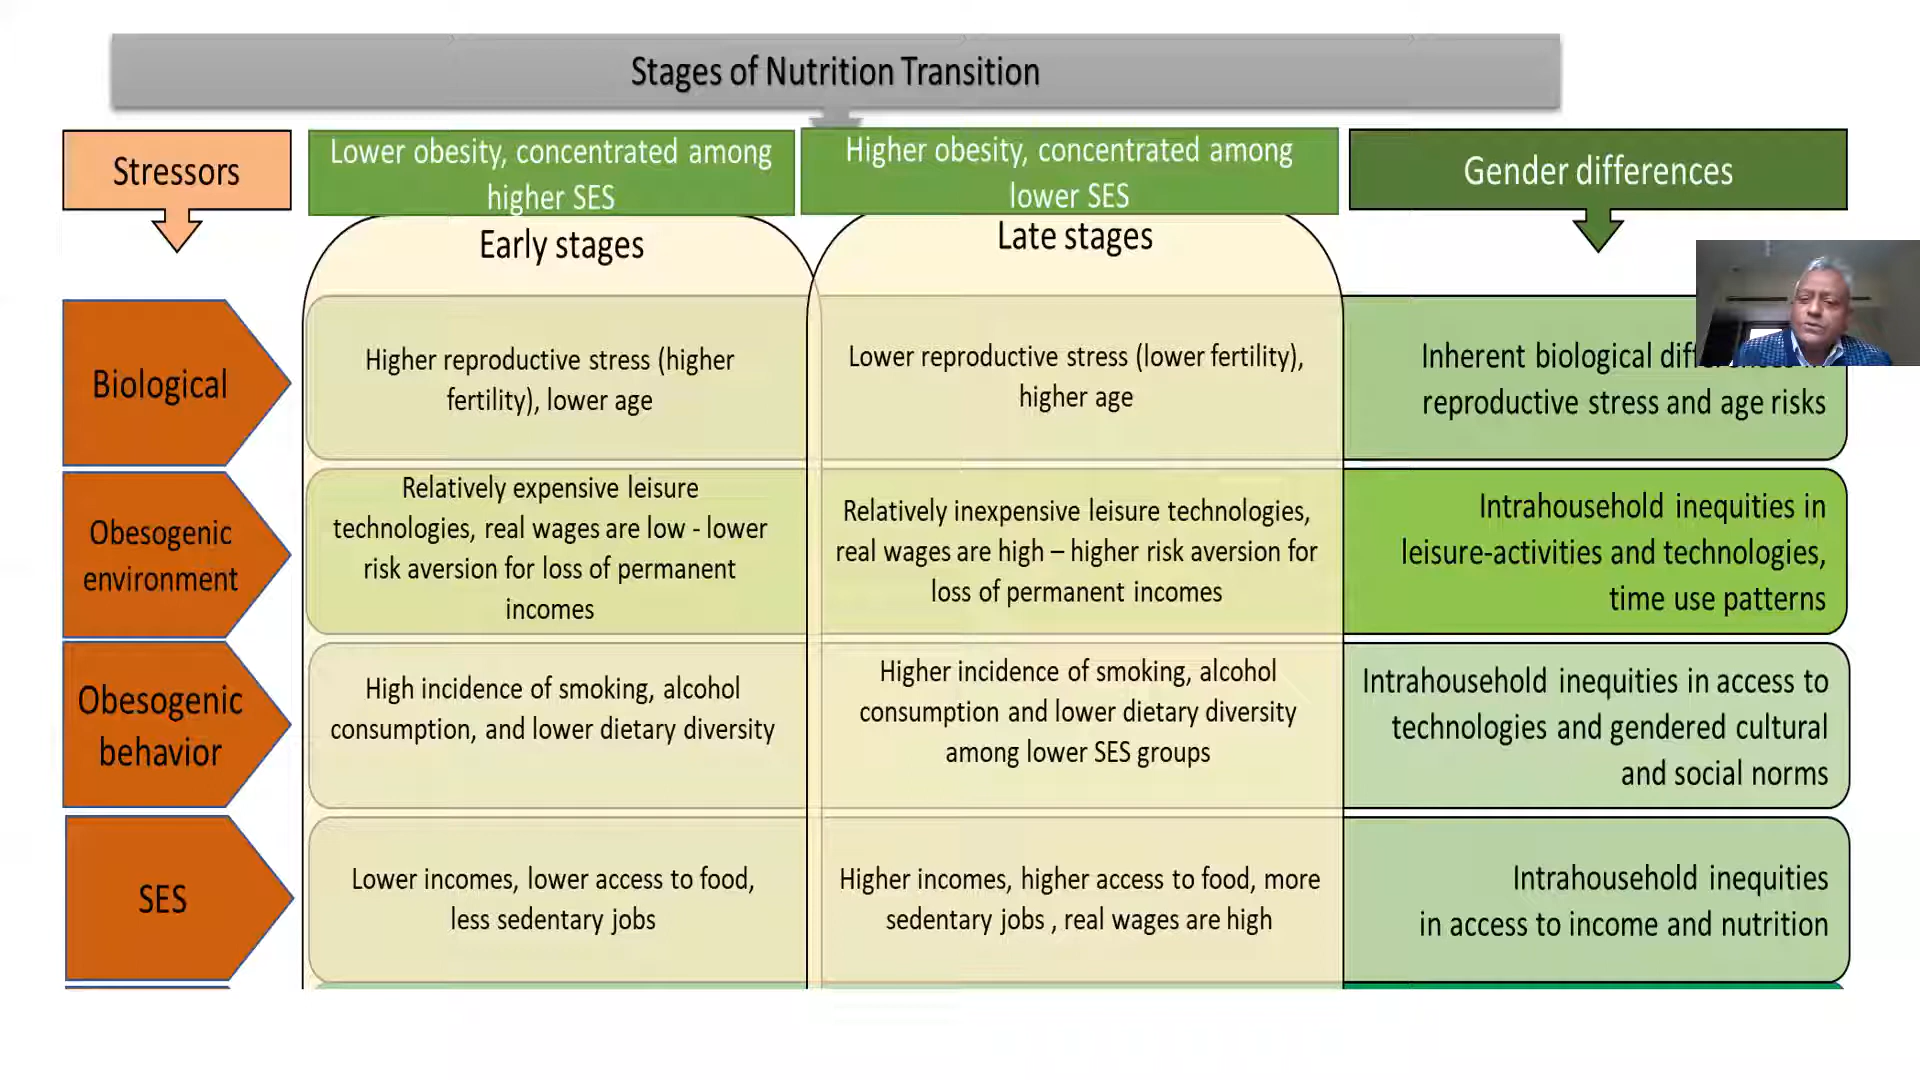 Stages of Nutrition Transition
Stressors
Lower obesity, concentrated among
higher SES
Higher obesity, concentrated among
lower SES
Gender differences
Early stages
Late stages
Biological
Higher reproductive stress (higher
fertility), lower age
Lower reproductive stress (lower fertility),
higher age
Inherent biological in
reproductive stress and age risks
Obesogenic
environment
Relatively expensive leisure
technologies, real wages are low - lower
risk aversion for loss of permanent
incomes
Relatively inexpensive leisure technologies,
real wages are high – higher risk aversion for
loss of permanent incomes
Intrahousehold inequities in
leisure-activities and technologies,
time use patterns
Obesogenic
behavior
High incidence of smoking, alcohol
consumption, and lower dietary diversity
Higher incidence of smoking, alcohol
consumption and lower dietary diversity
among lower SES groups
Intrahousehold inequities in access to
technologies and gendered cultural
and social norms
SES
Lower incomes, lower access to food,
less sedentary jobs
Higher incomes, higher access to food, more
sedentary jobs , real wages are high
Intrahousehold inequities
in access to income and nutrition